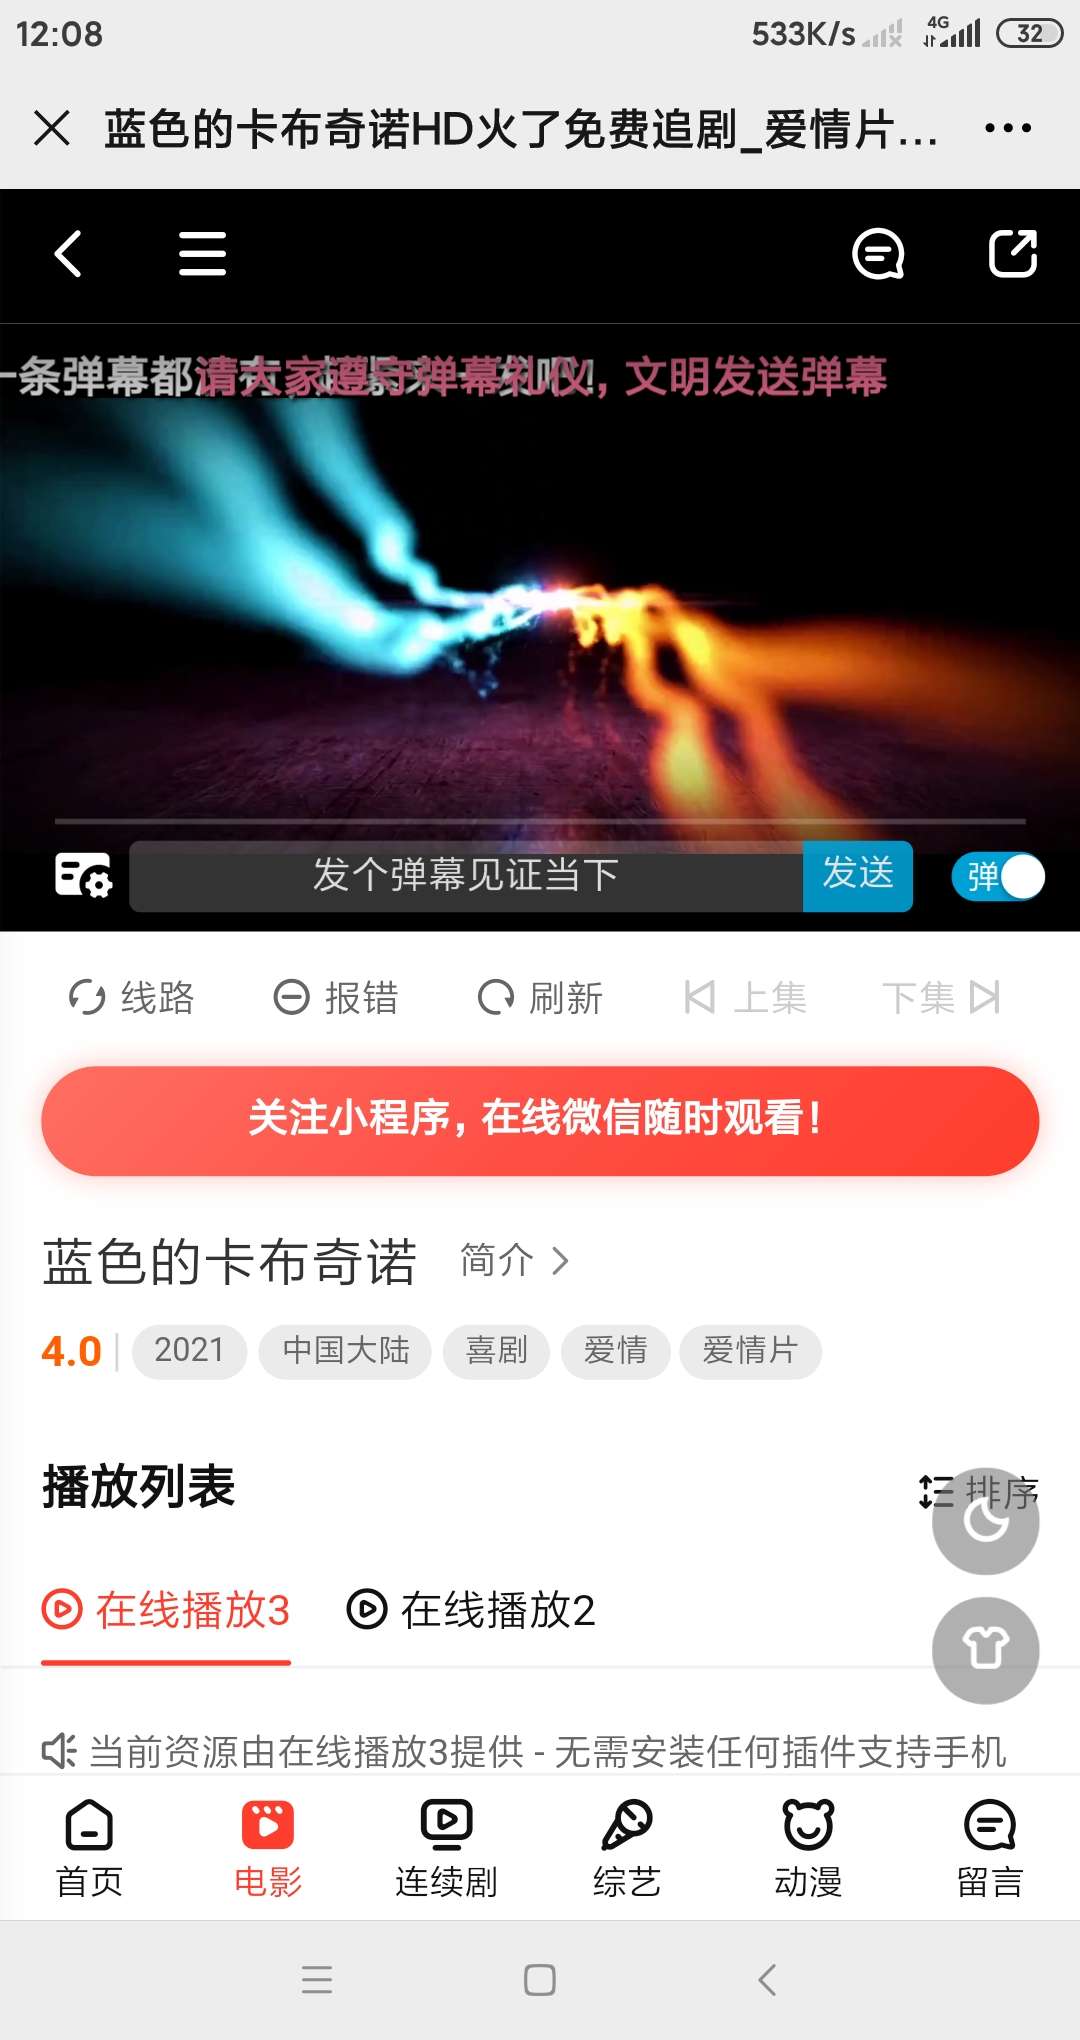 12:08 533K/s 4G 32
蓝色的卡布奇诺HD火了免费追剧_爱情片...
一条弹幕都
请大家遵守弹幕礼仪，文明发送弹幕
发个弹幕见证当下 发送 弹
线路 报错 刷新 上集 下集
关注小程序，在线微信随时观看！
蓝色的卡布奇诺 简介
4.0 2021 中国大陆 喜剧 爱情 爱情片
播放列表 排序
在线播放3 在线播放2
当前资源由在线播放3提供 - 无需安装任何插件支持手机
首页 电影 连续剧 综艺 动漫 留言